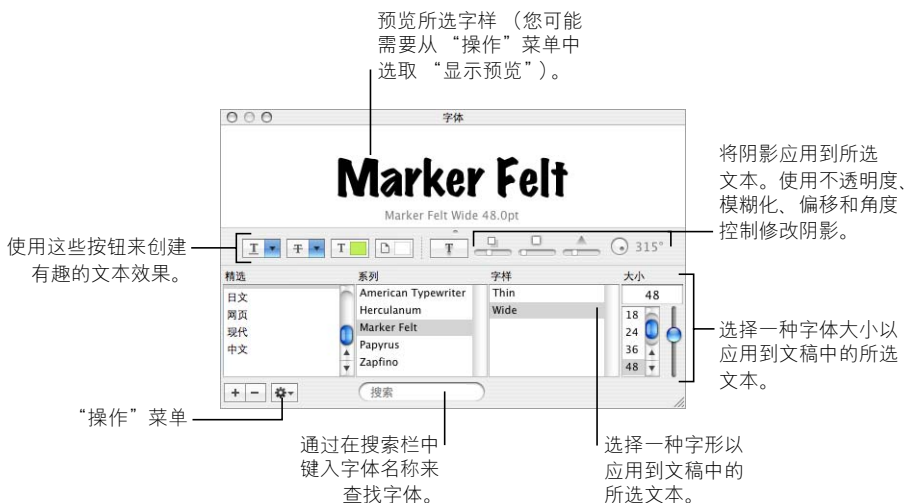 预览所选字样 （您可能
需要从 “操作”菜单中
选取 “显示预览”）。
字体
Marker Felt
Marker Felt Wide 48.0pt
将阴影应用到所选
文本。使用不透明度、
模糊化、偏移和角度
控制修改阴影。
使用这些按钮来创建
有趣的文本效果。
T T T T 315°
精选 系列 字样 大小
日文
网页
现代
中文
American Typewriter
Herculanum
Marker Felt
Papyrus
Zapfino
Thin
Wide
48
18
24
36
48
选择一种字体大小以
应用到文稿中的所选
文本。
搜索
“操作”菜单
通过在搜索栏中
键入字体名称来
查找字体。
选择一种字形以
应用到文稿中的
所选文本。